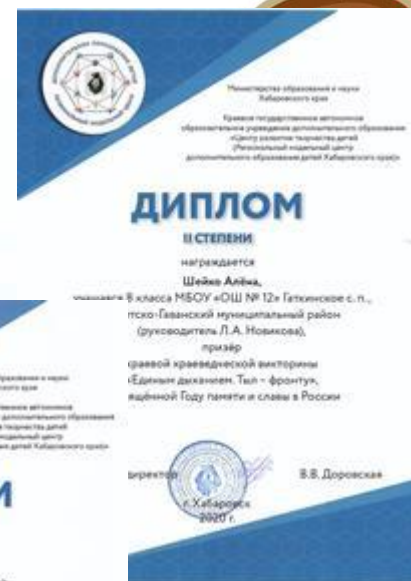 Министерство образования и науки
Хабаровского края
Краевое государственное автономное
образовательное учреждение дополнительного образования
«Центр развития творчества детей
(Региональный модельный центр
дополнительного образования детей Хабаровского края)»
ДИПЛОМ
II СТЕПЕНИ
награждается
Шейко Алёна,
учащаяся 8 класса МБОУ «ОШ № 12» Гаткинское с. п.,
тско-Гаванский муниципальный район
(руководитель Л.А. Новикова),
призёр
краевой краеведческой викторины
«Единым дыханием. Тыл – фронту»,
вящённой Году памяти и славы в России
директор
В.В. Доровская
г. Хабаровск
2020 г.